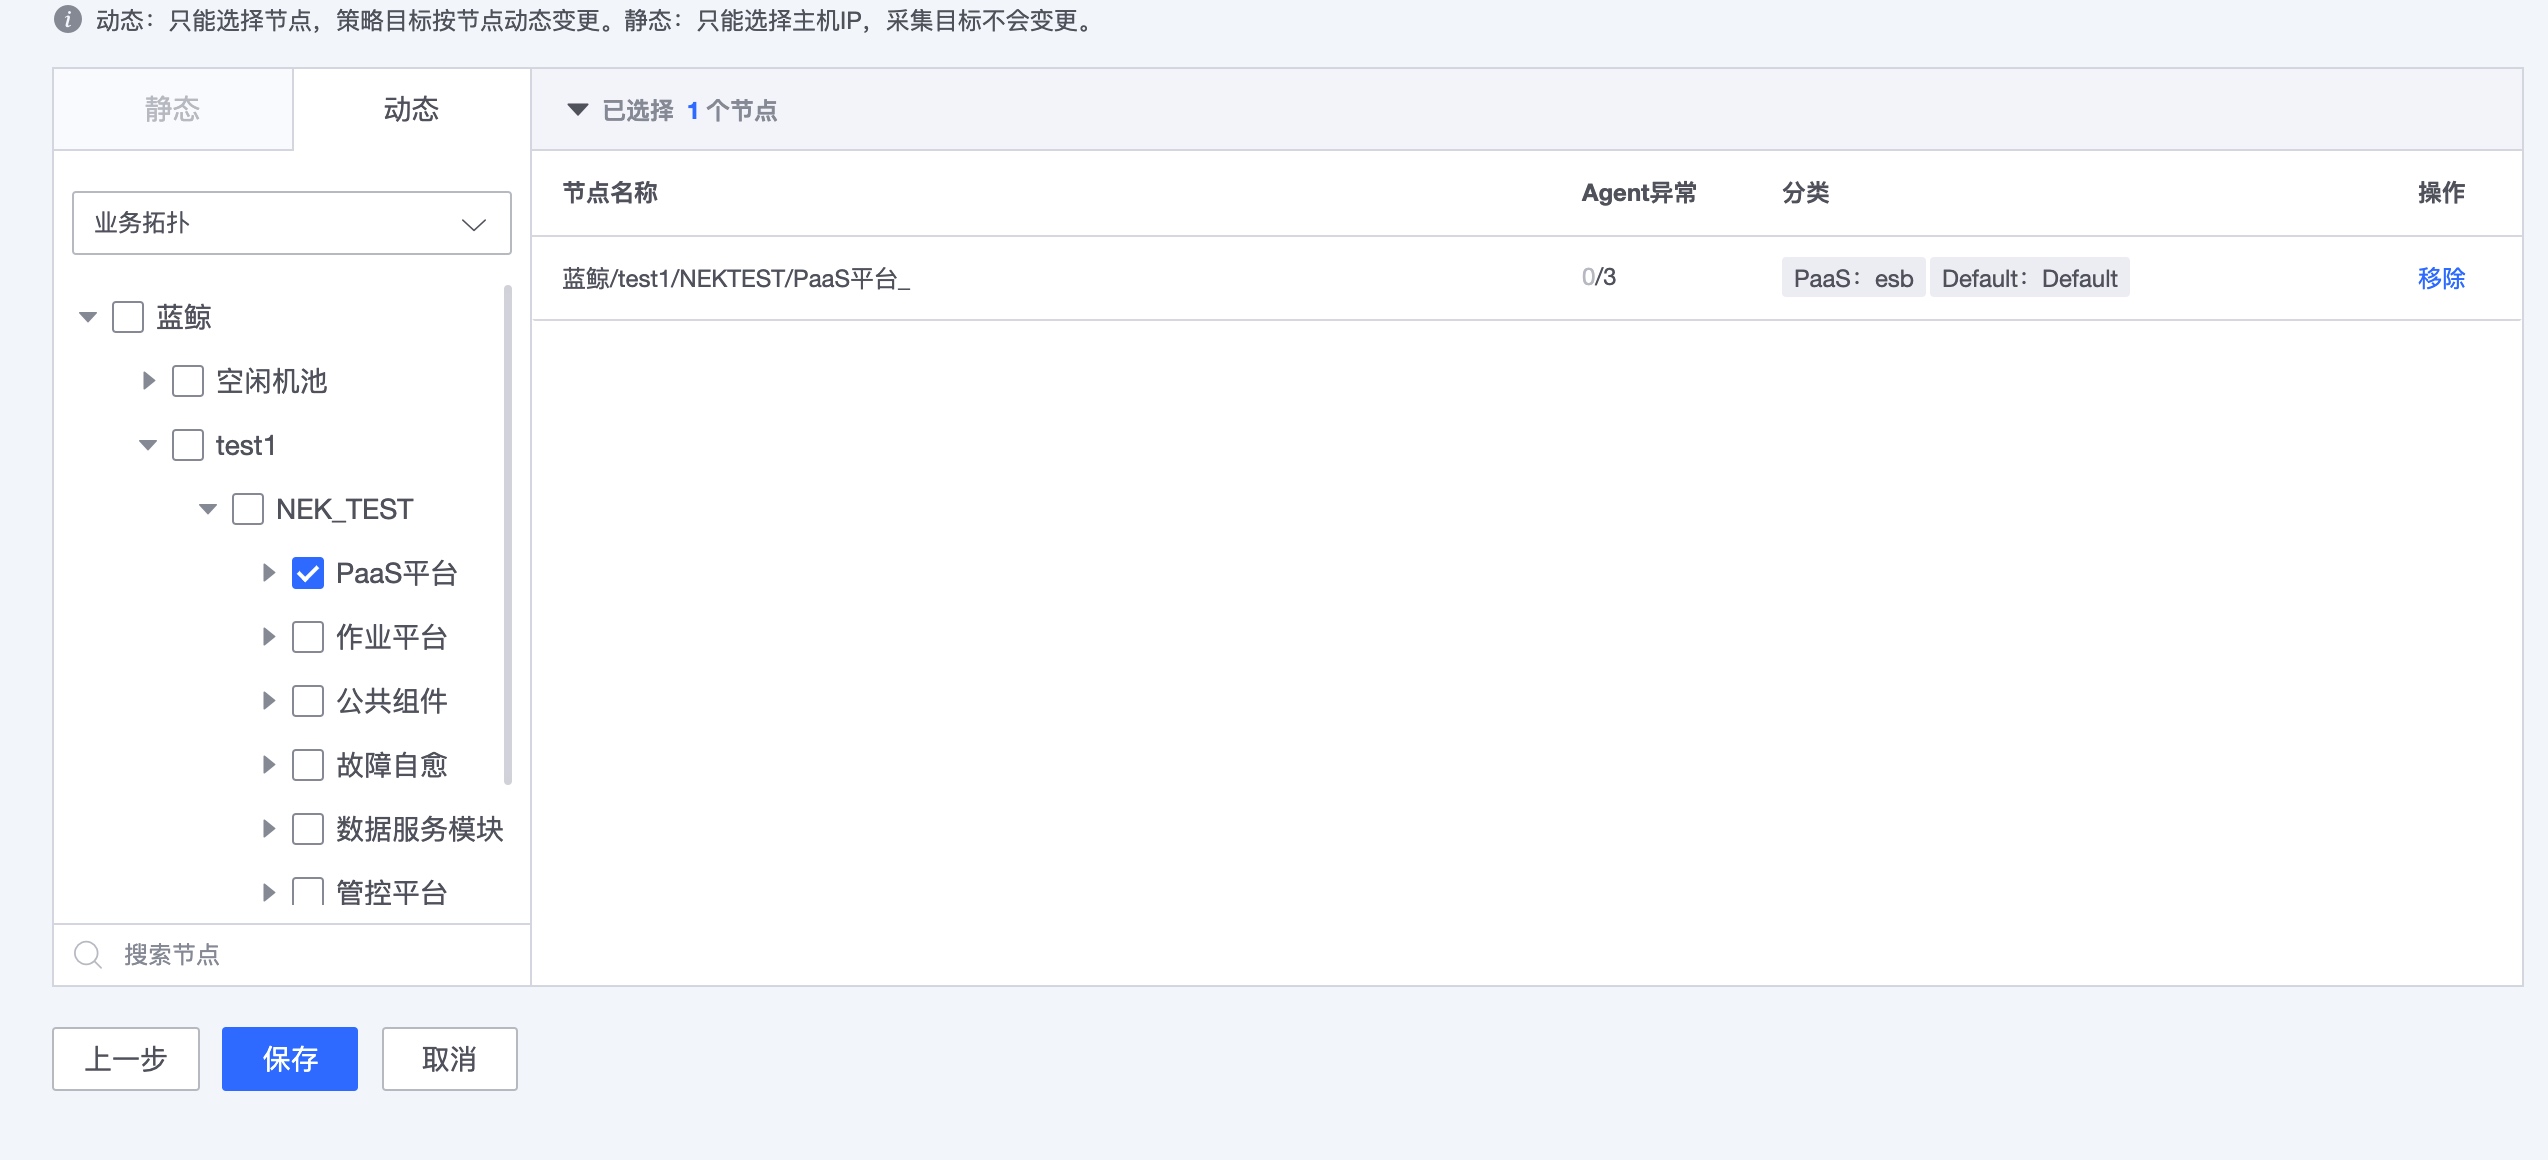 动态：只能选择节点，策略目标按节点动态变更。静态：只能选择主机IP，采集目标不会变更。
静态
动态
业务拓扑
蓝鲸
空闲机池
test1
NEK_TEST
PaaS平台
作业平台
公共组件
故障自愈
数据服务模块
管控平台
搜索节点
已选择 1 个节点
节点名称 Agent异常 分类 操作
蓝鲸/test1/NEKTEST/PaaS平台_ 0/3 PaaS：esb Default：Default 移除
上一步 保存 取消